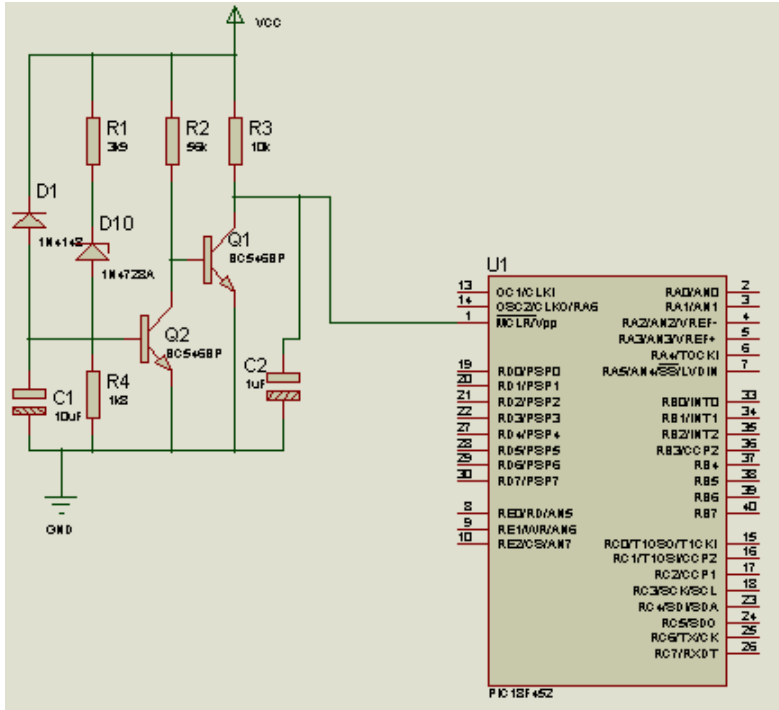 VCC
R1
3k9
R2
56k
R3
10k
D1
1N4148
D10
1N4728A
Q1
BC546BP
Q2
BC546BP
C1
10uF
R4
1k8
C2
1uF
GND
U1
13 OC1/CLKI
14 OSC2/CLKO/RA6
1 MCLR/Vpp
19 RD0/PSP0
20 RD1/PSP1
21 RD2/PSP2
22 RD3/PSP3
27 RD4/PSP4
28 RD5/PSP5
29 RD6/PSP6
30 RD7/PSP7
8 RE0/RD/AN5
9 RE1/WR/AN6
10 RE2/CS/AN7
RA0/AN0 2
RA1/AN1 3
RA2/AN2/VREF- 4
RA3/AN3/VREF+ 5
RA4/T0CKI 6
RA5/AN4/SS/LVDIN 7
RB0/INT0 33
RB1/INT1 34
RB2/INT2 35
RB3/CCP2 36
RB4 37
RB5 38
RB6 39
RB7 40
RC0/T1OSO/T1CKI 15
RC1/T1OSI/CCP2 16
RC2/CCP1 17
RC3/SCK/SCL 18
RC4/SDI/SDA 23
RC5/SDO 24
RC6/TX/CK 25
RC7/RX/DT 26
PIC18F452